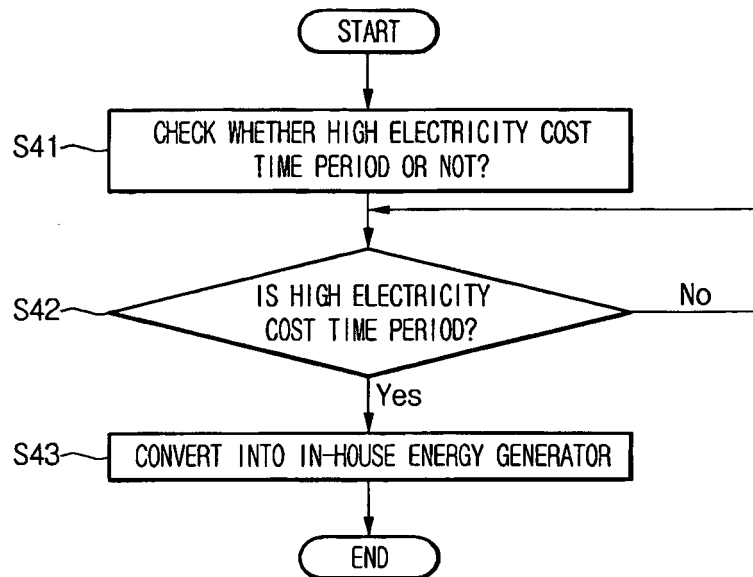 START
S41
CHECK WHETHER HIGH ELECTRICITY COST
TIME PERIOD OR NOT?
S42
IS HIGH ELECTRICITY
COST TIME PERIOD?
No
Yes
S43
CONVERT INTO IN-HOUSE ENERGY GENERATOR
END